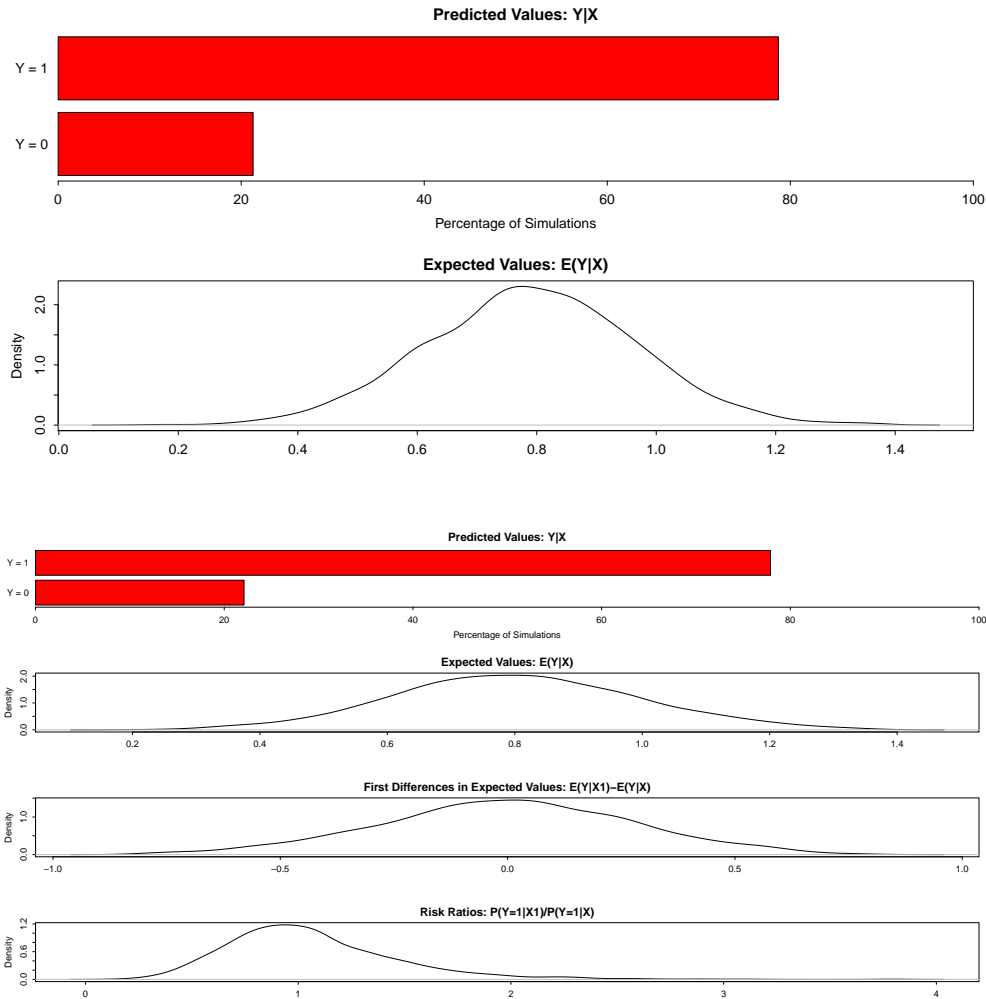 Predicted Values: Y|X
Y = 1
Y = 0
0 20 40 60 80 100
Percentage of Simulations
Expected Values: E(Y|X)
Density
0.0 1.0 2.0
0.0 0.2 0.4 0.6 0.8 1.0 1.2 1.4
Predicted Values: Y|X
Y = 1
Y = 0
0 20 40 60 80 100
Percentage of Simulations
Expected Values: E(Y|X)
Density
0.0 1.0 2.0
0.2 0.4 0.6 0.8 1.0 1.2 1.4
First Differences in Expected Values: E(Y|X1)−E(Y|X)
Density
0.0 1.0
−1.0 −0.5 0.0 0.5 1.0
Risk Ratios: P(Y=1|X1)/P(Y=1|X)
Density
0.0 0.6 1.2
0 1 2 3 4